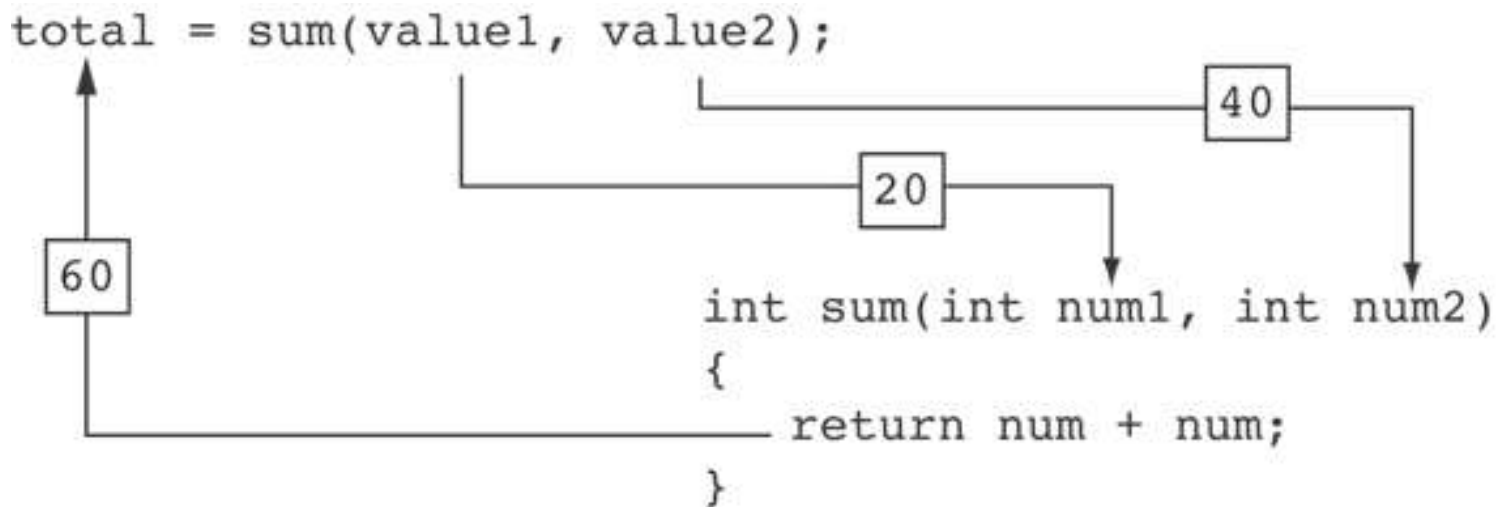 total = sum(value1, value2);
40
20
60
int sum(int num1, int num2)
{
return num + num;
}